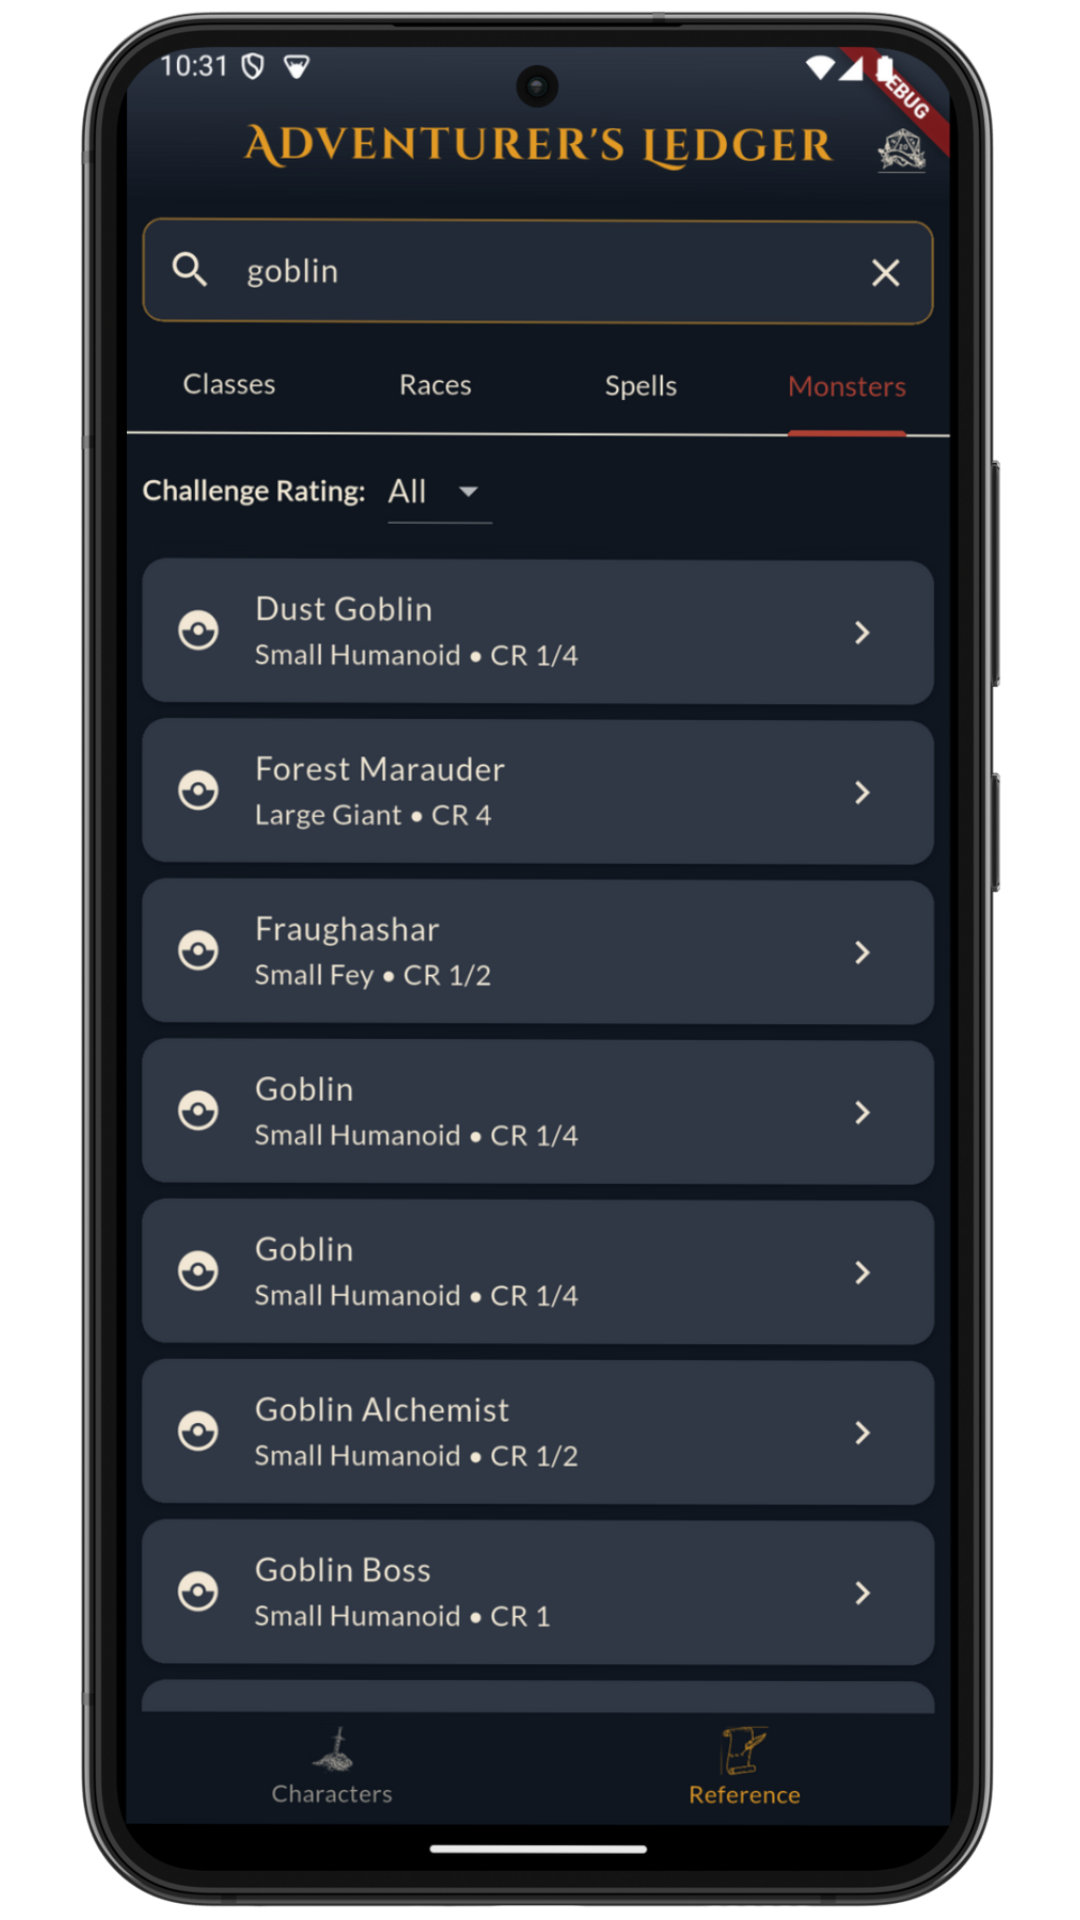 10:31
EBUG
ADVENTURER'S LEDGER
goblin
Classes Races Spells Monsters
Challenge Rating: All
Dust Goblin
Small Humanoid • CR 1/4
Forest Marauder
Large Giant • CR 4
Fraughashar
Small Fey • CR 1/2
Goblin
Small Humanoid • CR 1/4
Goblin
Small Humanoid • CR 1/4
Goblin Alchemist
Small Humanoid • CR 1/2
Goblin Boss
Small Humanoid • CR 1
Characters Reference